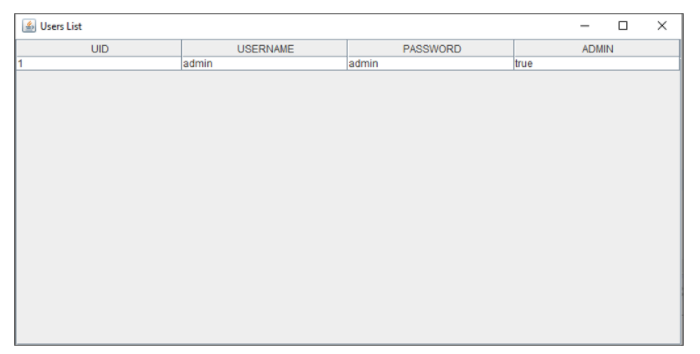 Users List
UID USERNAME PASSWORD ADMIN
1 admin admin true